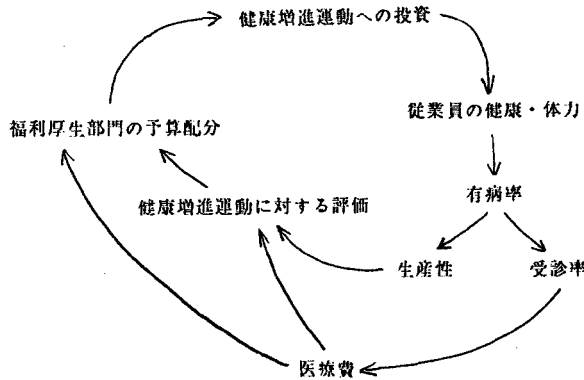 健康増進運動への投資
従業員の健康・体力
福利厚生部門の予算配分
有病率
健康増進運動に対する評価
生産性
受診率
医療費